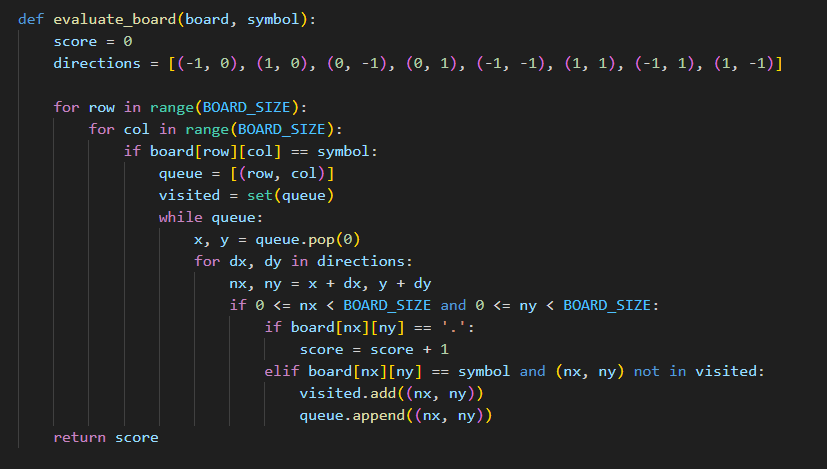 def evaluate_board(board, symbol):
    score = 0
    directions = [(-1, 0), (1, 0), (0, -1), (0, 1), (-1, -1), (1, 1), (-1, 1), (1, -1)]

    for row in range(BOARD_SIZE):
        for col in range(BOARD_SIZE):
            if board[row][col] == symbol:
                queue = [(row, col)]
                visited = set(queue)
                while queue:
                    x, y = queue.pop(0)
                    for dx, dy in directions:
                        nx, ny = x + dx, y + dy
                        if 0 <= nx < BOARD_SIZE and 0 <= ny < BOARD_SIZE:
                            if board[nx][ny] == '.':
                                score = score + 1
                            elif board[nx][ny] == symbol and (nx, ny) not in visited:
                                visited.add((nx, ny))
                                queue.append((nx, ny))
    return score